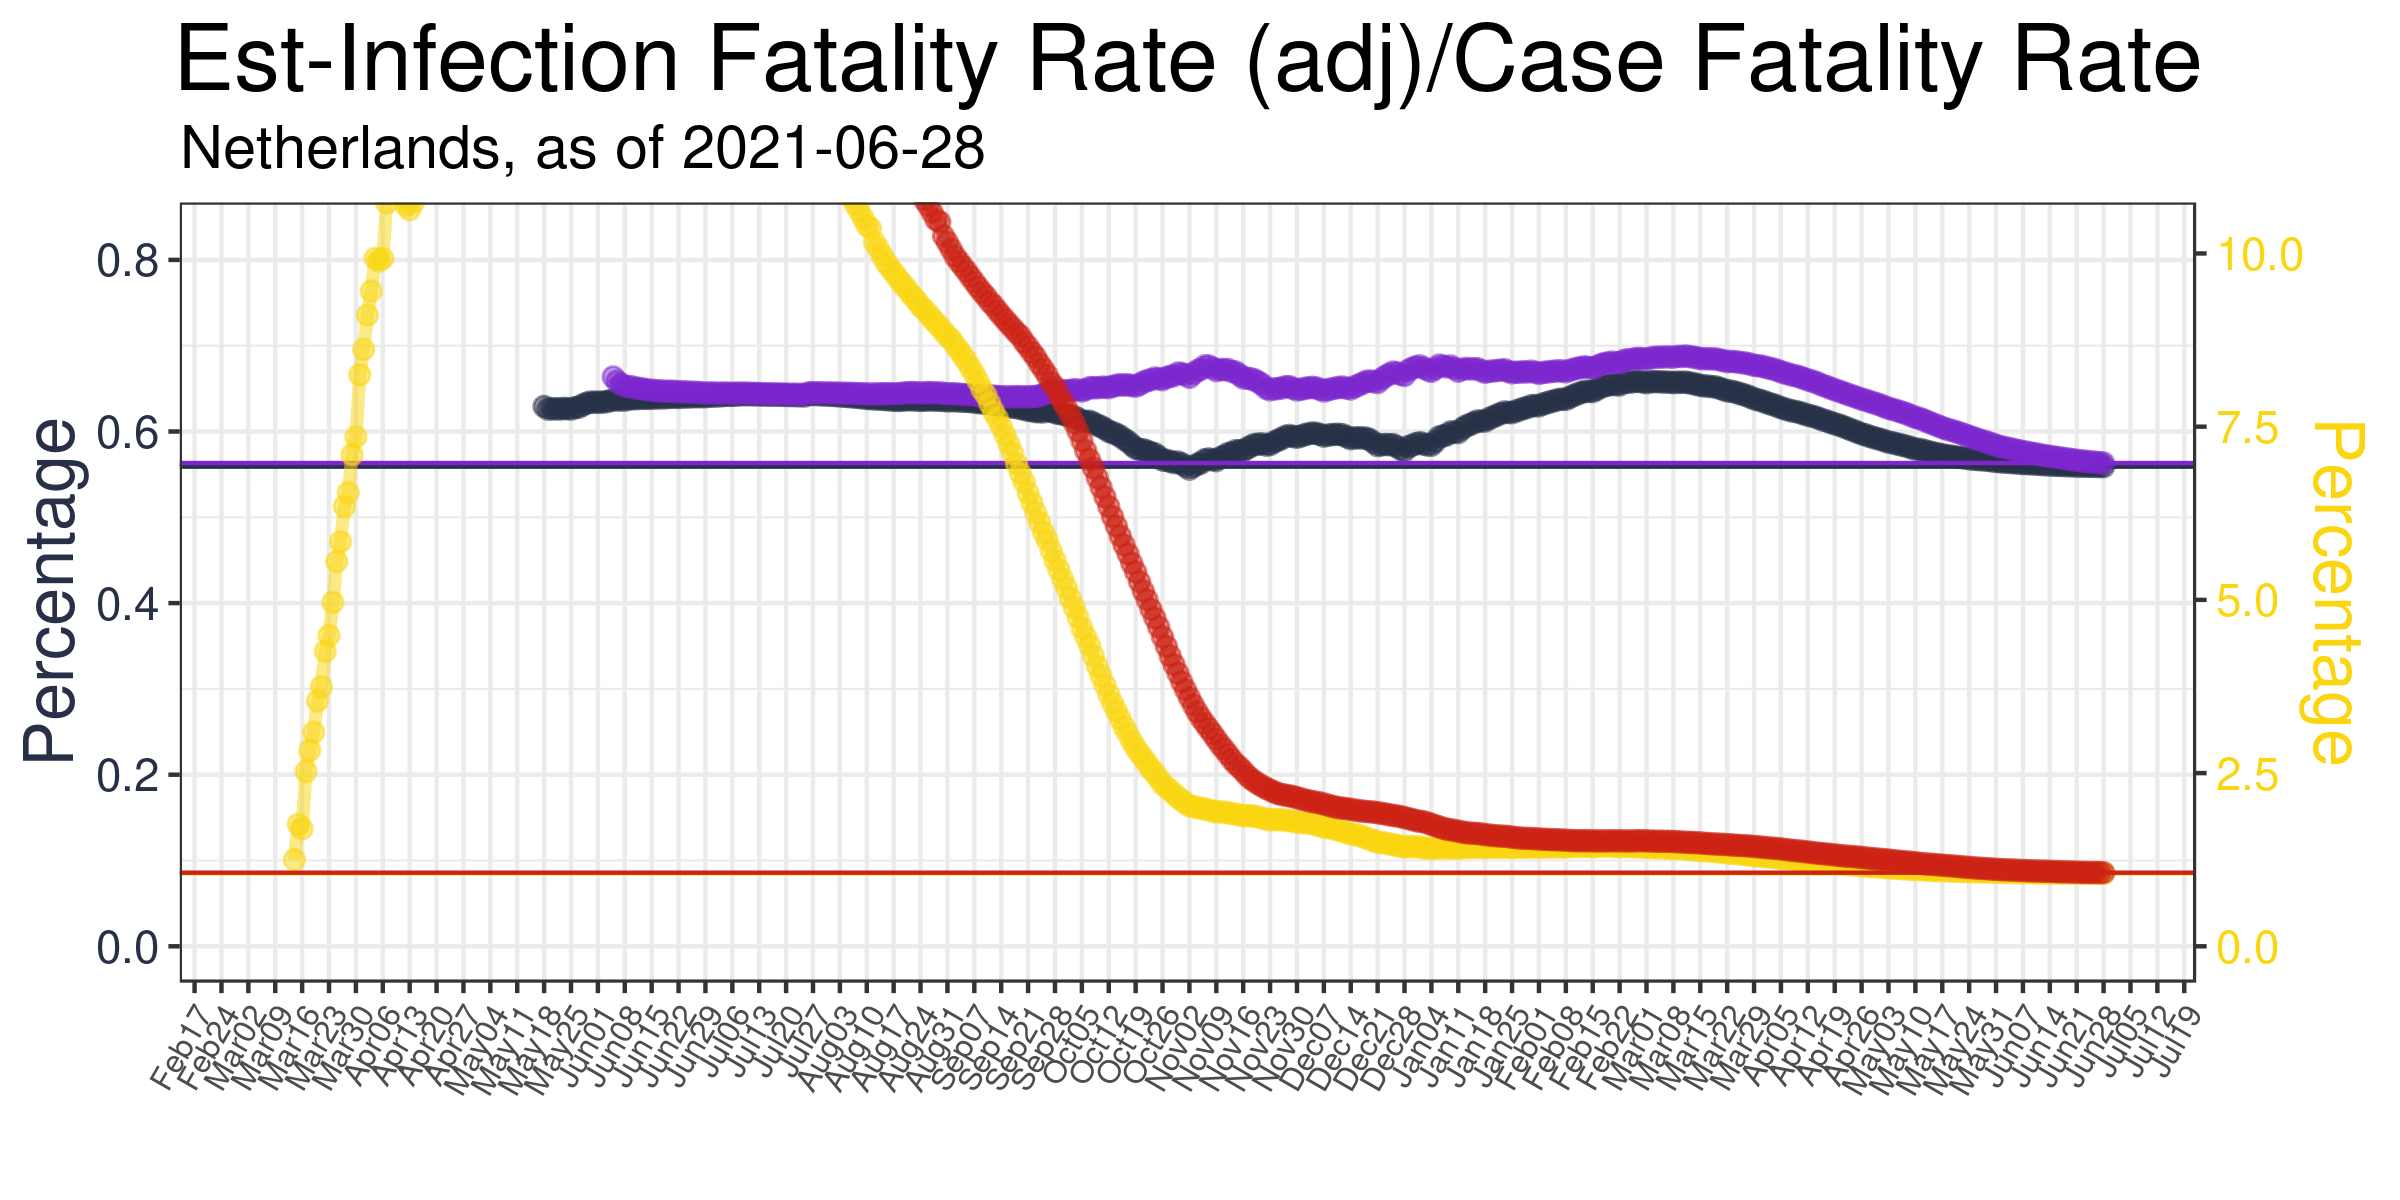 Est-Infection Fatality Rate (adj)/Case Fatality Rate
Netherlands, as of 2021-06-28
Percentage
0.8
0.6
0.4
0.2
0.0
10.0
7.5
5.0
2.5
0.0
Percentage
Feb17
Feb24
Mar02
Mar09
Mar16
Mar23
Mar30
Apr06
Apr13
Apr20
Apr27
May04
May11
May18
May25
Jun01
Jun08
Jun15
Jun22
Jun29
Jul06
Jul13
Jul20
Jul27
Aug03
Aug10
Aug17
Aug24
Aug31
Sep07
Sep14
Sep21
Sep28
Oct05
Oct12
Oct19
Oct26
Nov02
Nov09
Nov16
Nov23
Nov30
Dec07
Dec14
Dec21
Dec28
Jan04
Jan11
Jan18
Jan25
Feb01
Feb08
Feb15
Feb22
Mar01
Mar08
Mar15
Mar22
Mar29
Apr05
Apr12
Apr19
Apr26
May03
May10
May17
May24
May31
Jun07
Jun14
Jun21
Jun28
Jul05
Jul12
Jul19